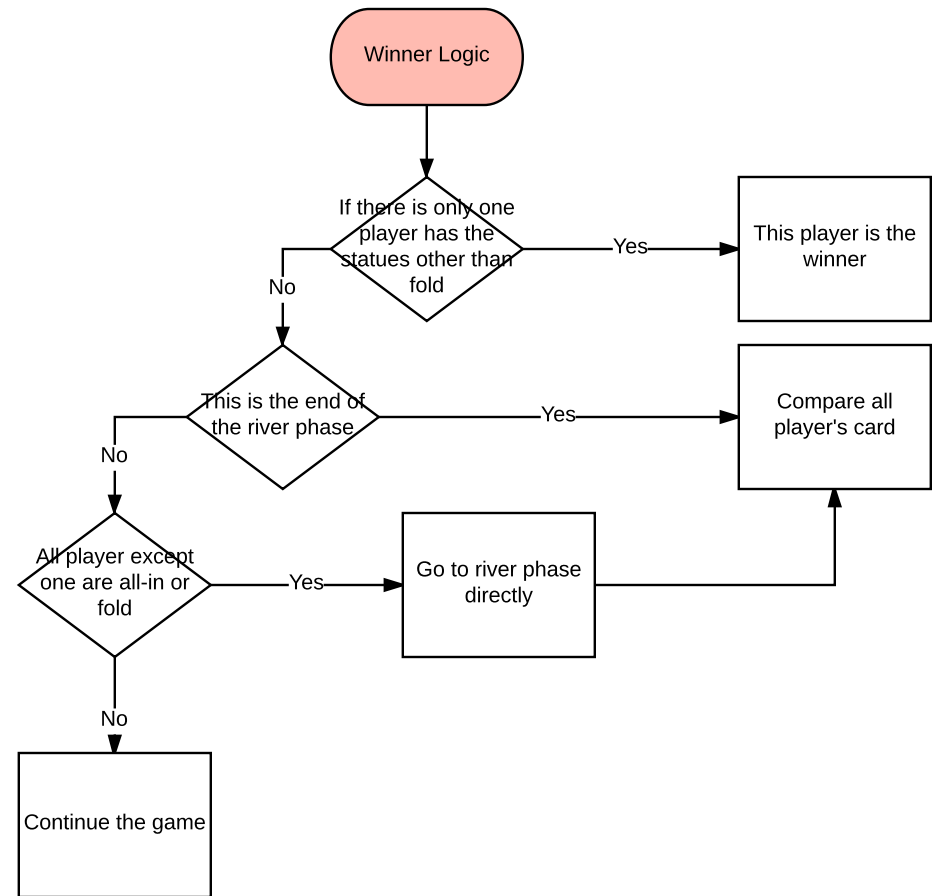 Winner Logic
If there is only one
player has the
statues other than
fold
Yes
This player is the
winner
No
This is the end of
the river phase
Yes
Compare all
player's card
No
All player except
one are all-in or
fold
Yes
Go to river phase
directly
No
Continue the game